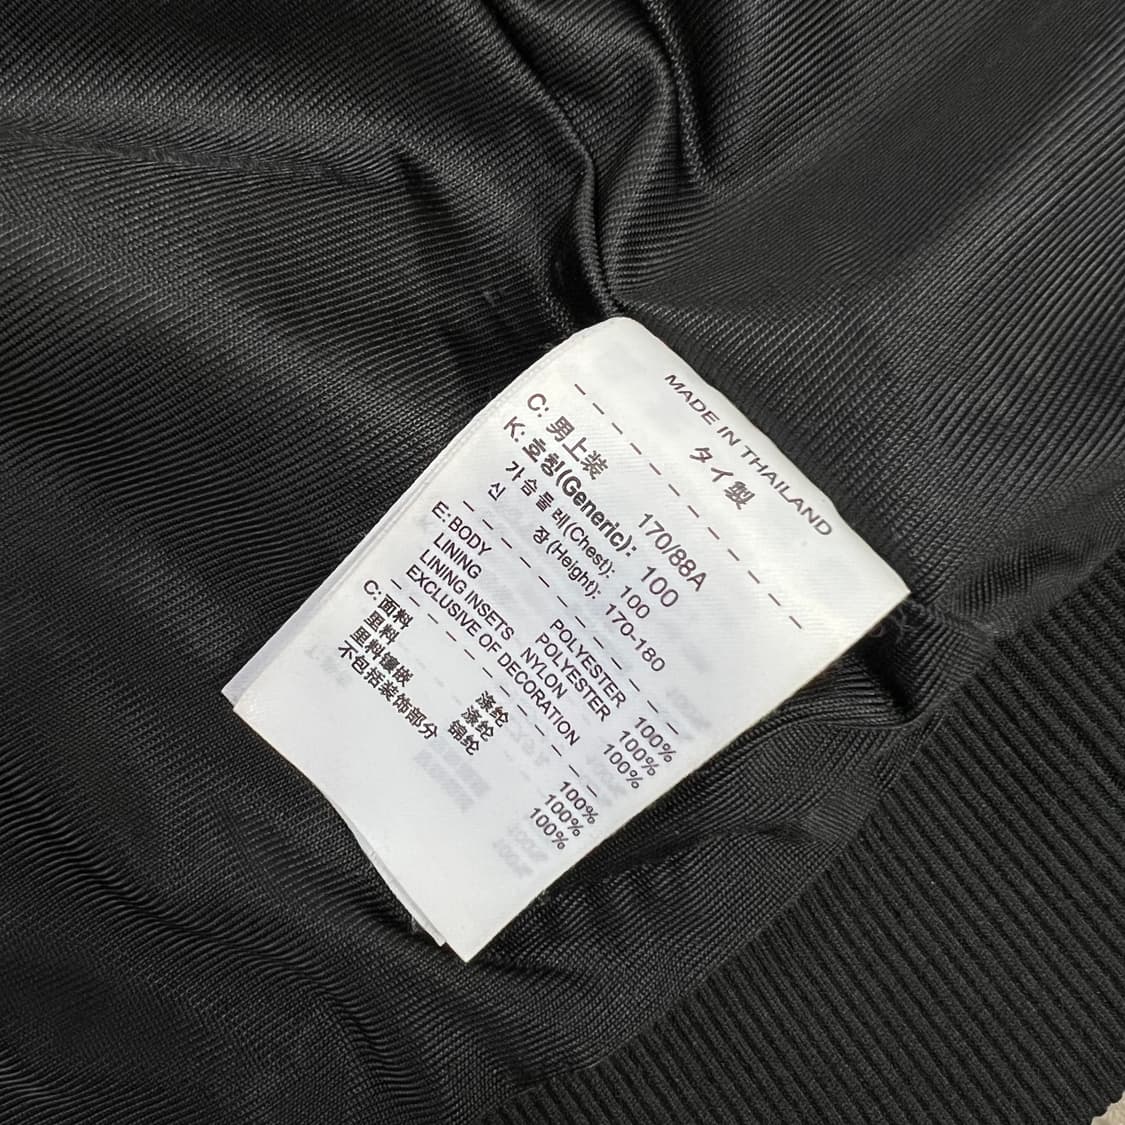 MADE IN THAILAND
タイ製
C: 男上装 170/88A
K: 호칭(Generic): 100
가슴둘레(Chest): 100
신 장(Height): 170-180
E: BODY POLYESTER 100%
LINING POLYESTER 100%
LINING INSETS NYLON 100%
EXCLUSIVE OF DECORATION
C: 面料 涤纶 100%
里料 涤纶 100%
里料镶嵌 锦纶 100%
不包括装饰部分